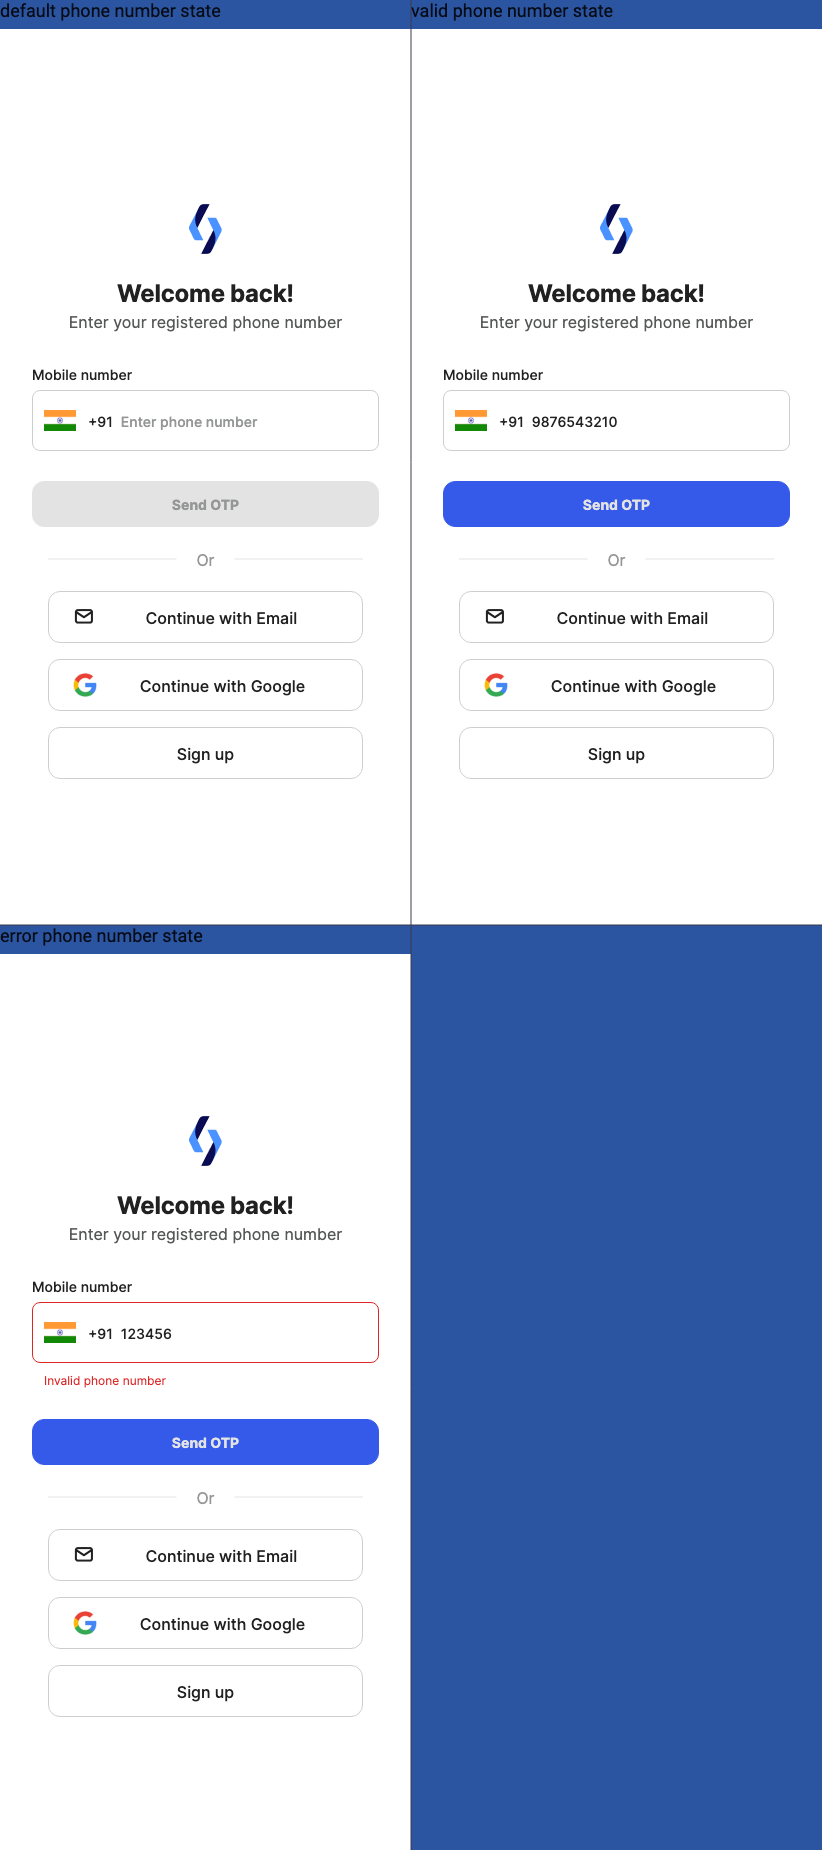 default phone number state
Welcome back!
Enter your registered phone number
Mobile number
+91 Enter phone number
Send OTP
Or
Continue with Email
Continue with Google
Sign up
valid phone number state
Welcome back!
Enter your registered phone number
Mobile number
+91 9876543210
Send OTP
Or
Continue with Email
Continue with Google
Sign up
error phone number state
Welcome back!
Enter your registered phone number
Mobile number
+91 123456
Invalid phone number
Send OTP
Or
Continue with Email
Continue with Google
Sign up